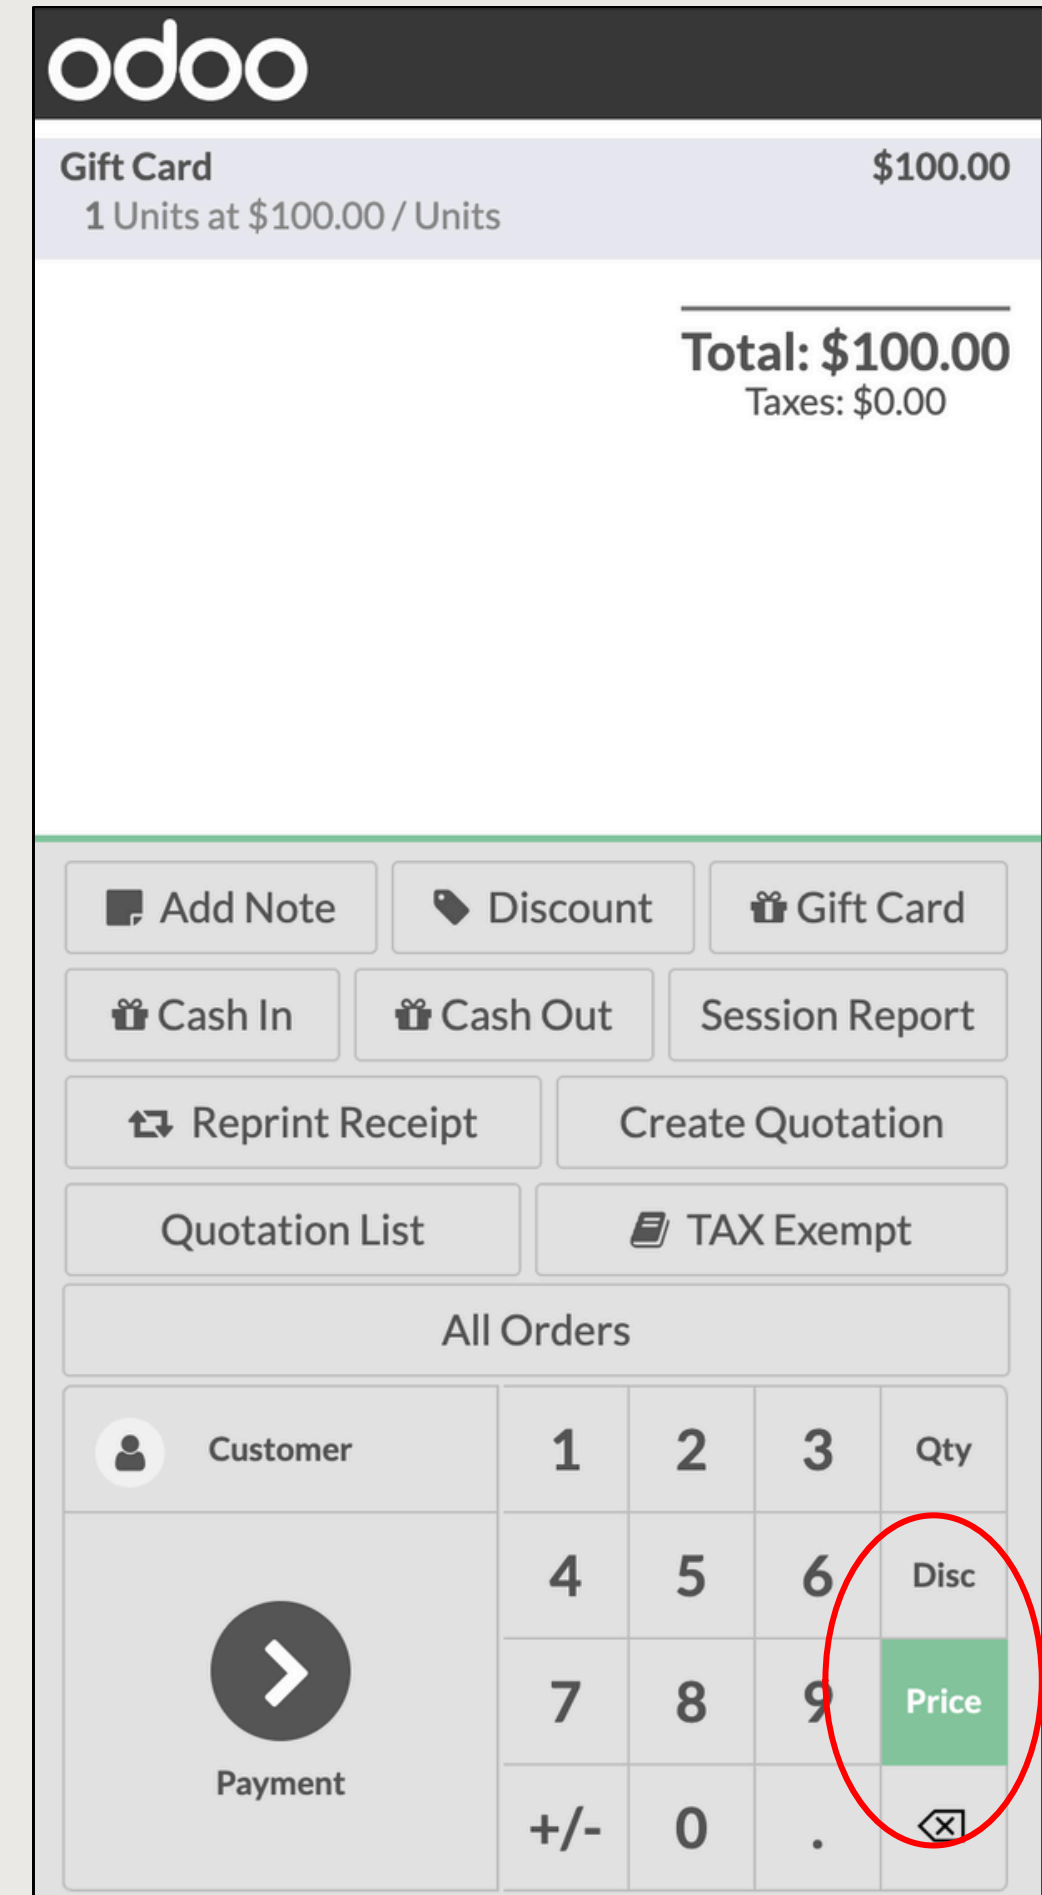 odoo
Gift Card $100.00
1 Units at $100.00 / Units
Total: $100.00
Taxes: $0.00
Add Note Discount Gift Card
Cash In Cash Out Session Report
Reprint Receipt Create Quotation
Quotation List TAX Exempt
All Orders
Customer 1 2 3 Qty
4 5 6 Disc
7 8 9 Price
Payment
+/- 0 .